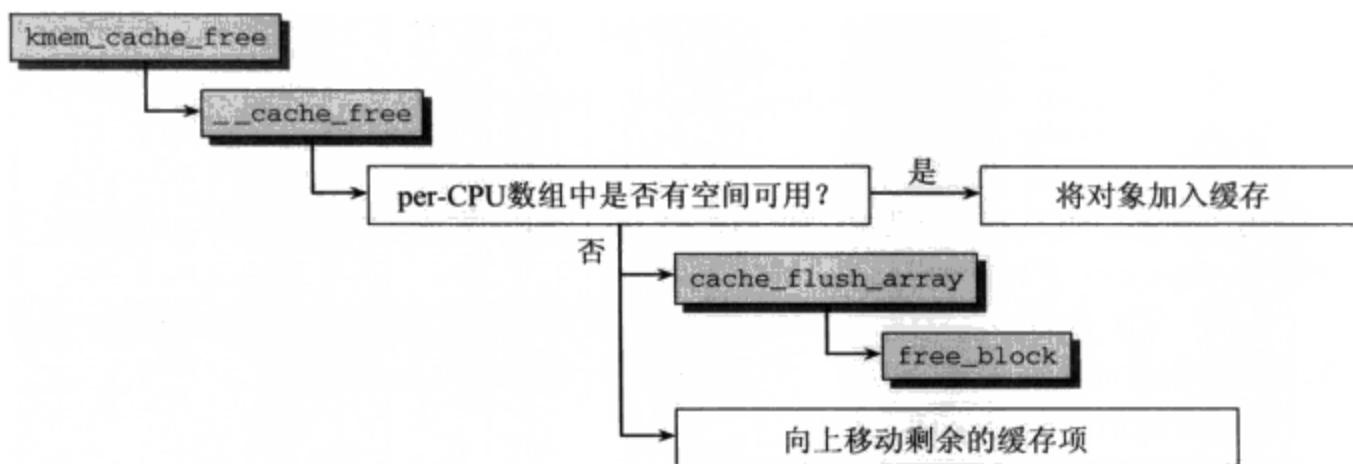 kmem_cache_free
__cache_free
per-CPU数组中是否有空间可用？
是
将对象加入缓存
否
cache_flush_array
free_block
向上移动剩余的缓存项